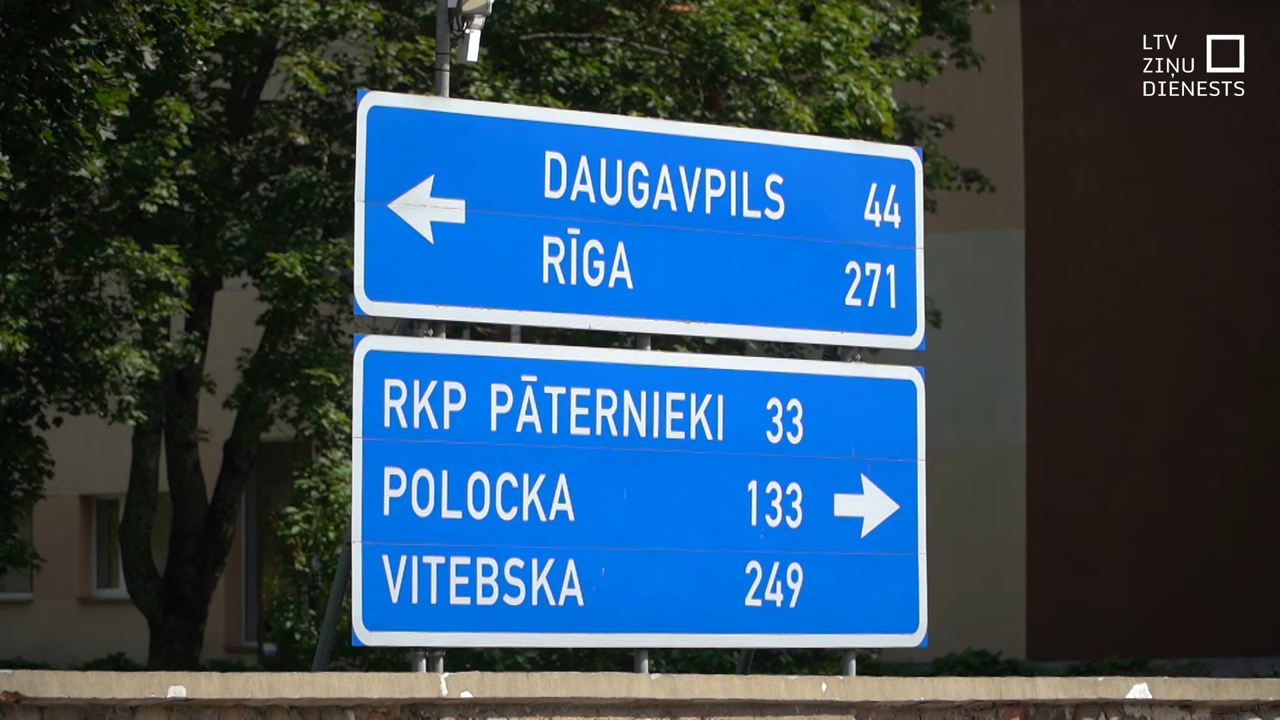 LTV
ZIŅU
DIENESTS
DAUGAVPILS 44
RĪGA 271
RKP PĀTERNIEKI 33
POLOCKA 133
VITEBSKA 249